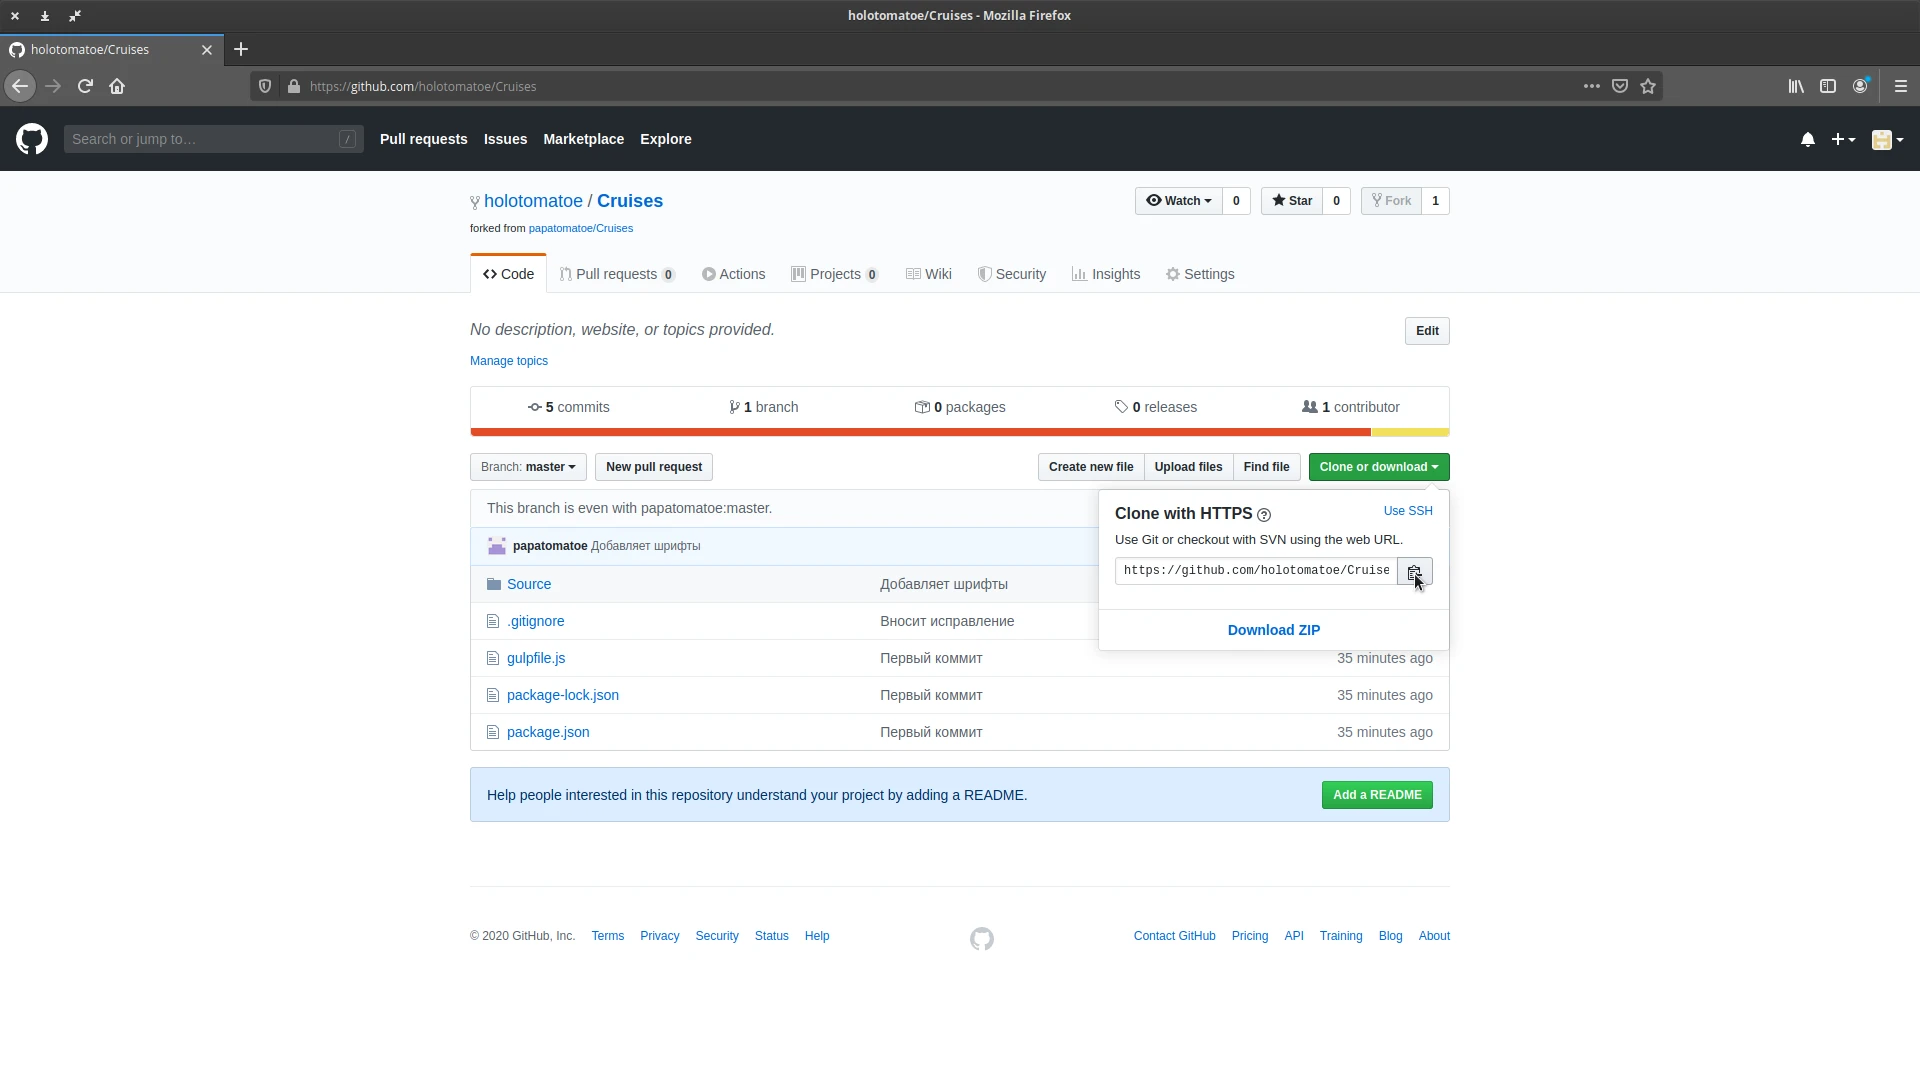 holotomatoe/Cruises - Mozilla Firefox
holotomatoe/Cruises
https://github.com/holotomatoe/Cruises
Search or jump to… /
Pull requests Issues Marketplace Explore
holotomatoe / Cruises
Watch 0 Star 0 Fork 1
forked from papatomatoe/Cruises
Code Pull requests 0 Actions Projects 0 Wiki Security Insights Settings
No description, website, or topics provided.
Edit
Manage topics
5 commits 1 branch 0 packages 0 releases 1 contributor
Branch: master New pull request Create new file Upload files Find file Clone or download
This branch is even with papatomatoe:master.
papatomatoe Добавляет шрифты
Source Добавляет шрифты
.gitignore Вносит исправление
gulpfile.js Первый коммит 35 minutes ago
package-lock.json Первый коммит 35 minutes ago
package.json Первый коммит 35 minutes ago
Clone with HTTPS ? Use SSH
Use Git or checkout with SVN using the web URL.
https://github.com/holotomatoe/Cruise
Download ZIP
Help people interested in this repository understand your project by adding a README.
Add a README
© 2020 GitHub, Inc. Terms Privacy Security Status Help
Contact GitHub Pricing API Training Blog About